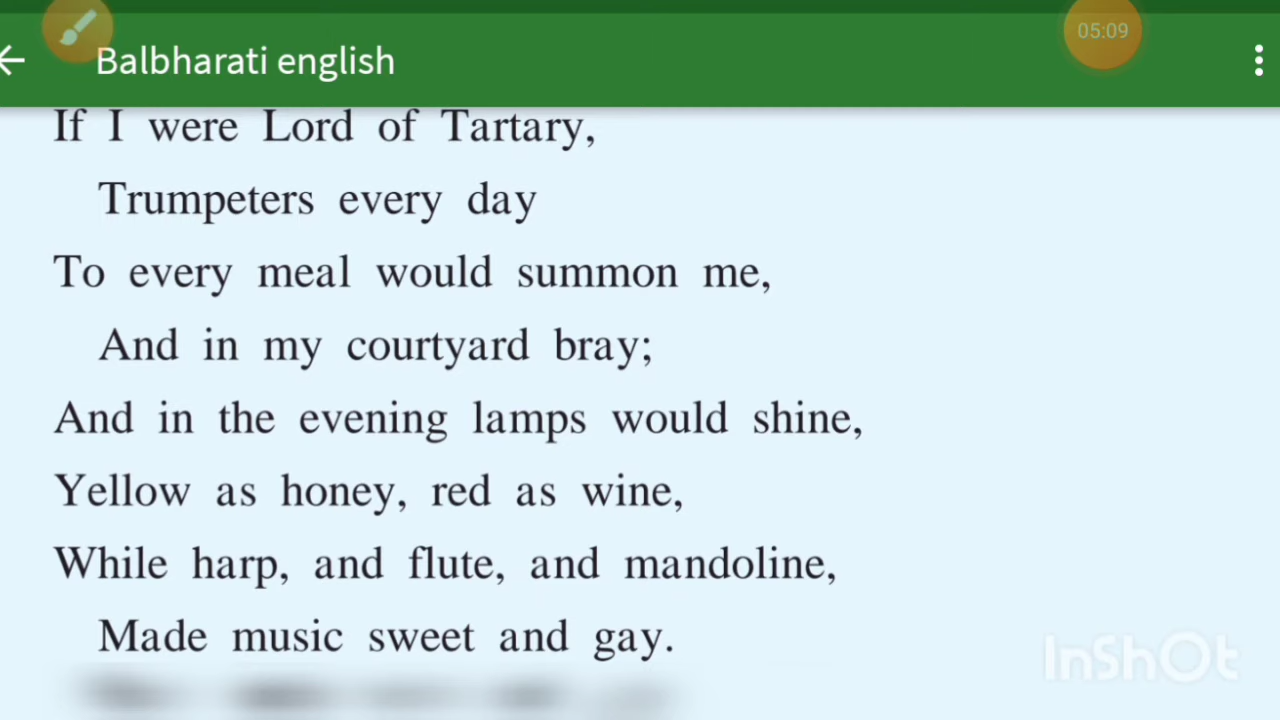 05:09
Balbharati english
If I were Lord of Tartary,
Trumpeters every day
To every meal would summon me,
And in my courtyard bray;
And in the evening lamps would shine,
Yellow as honey, red as wine,
While harp, and flute, and mandoline,
Made music sweet and gay.
InShOt